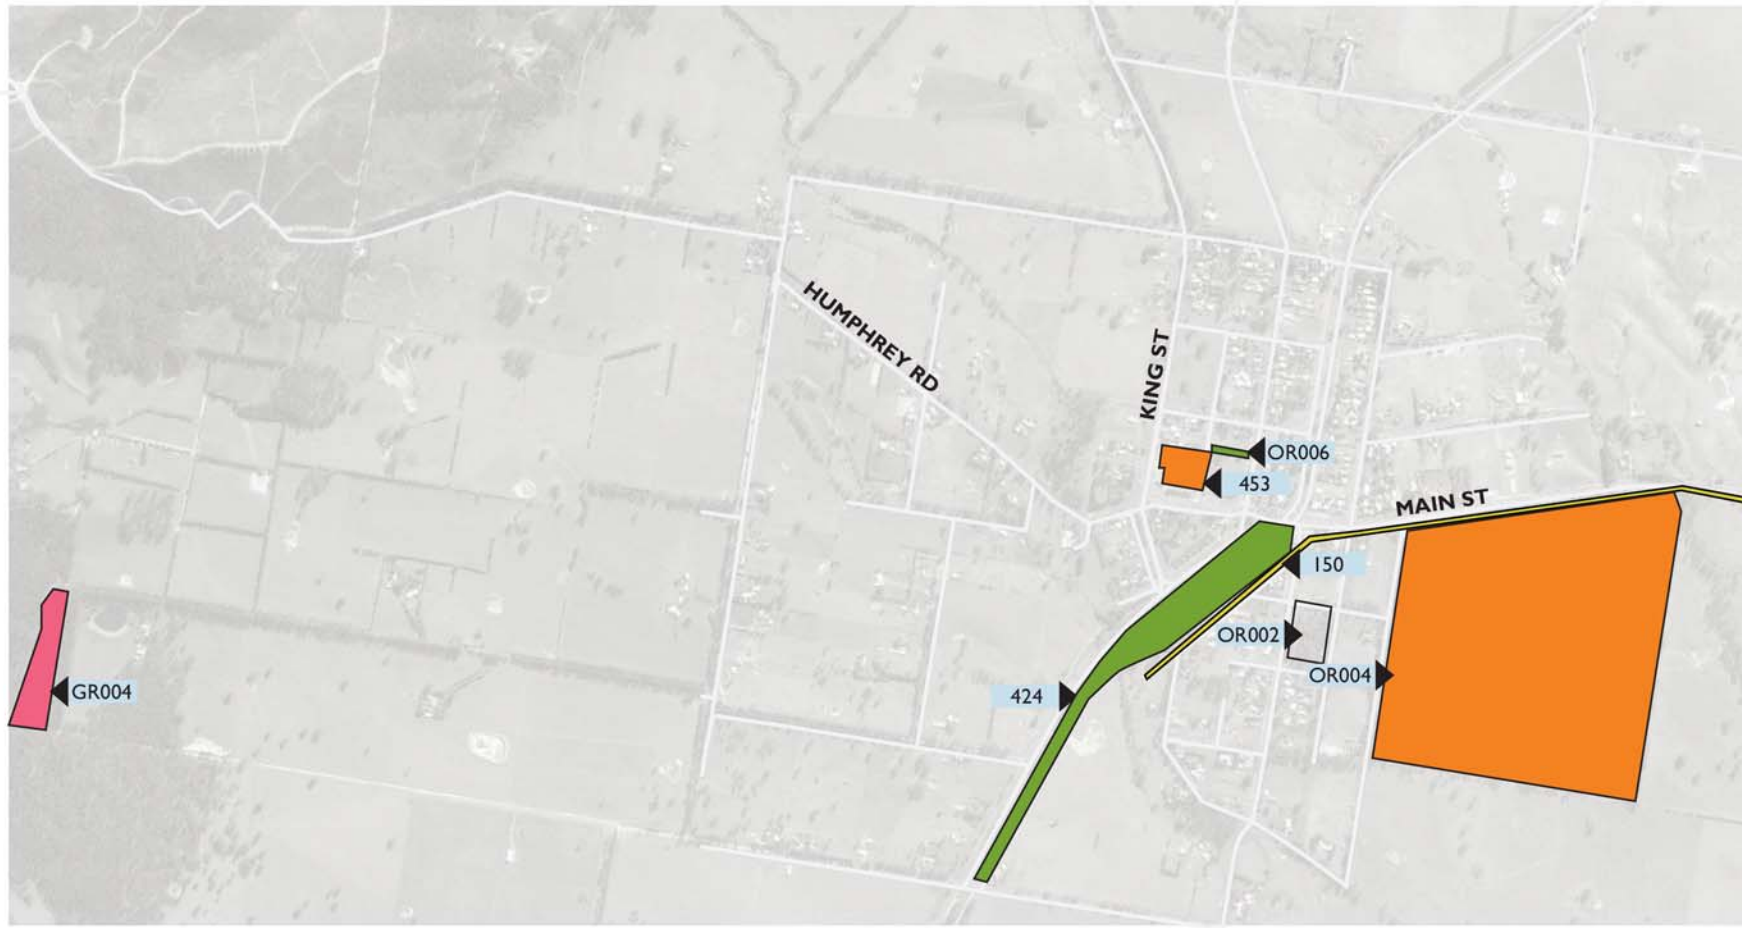 HUMPHREY RD
KING ST
OR006
453
MAIN ST
150
OR002
OR004
GR004
424